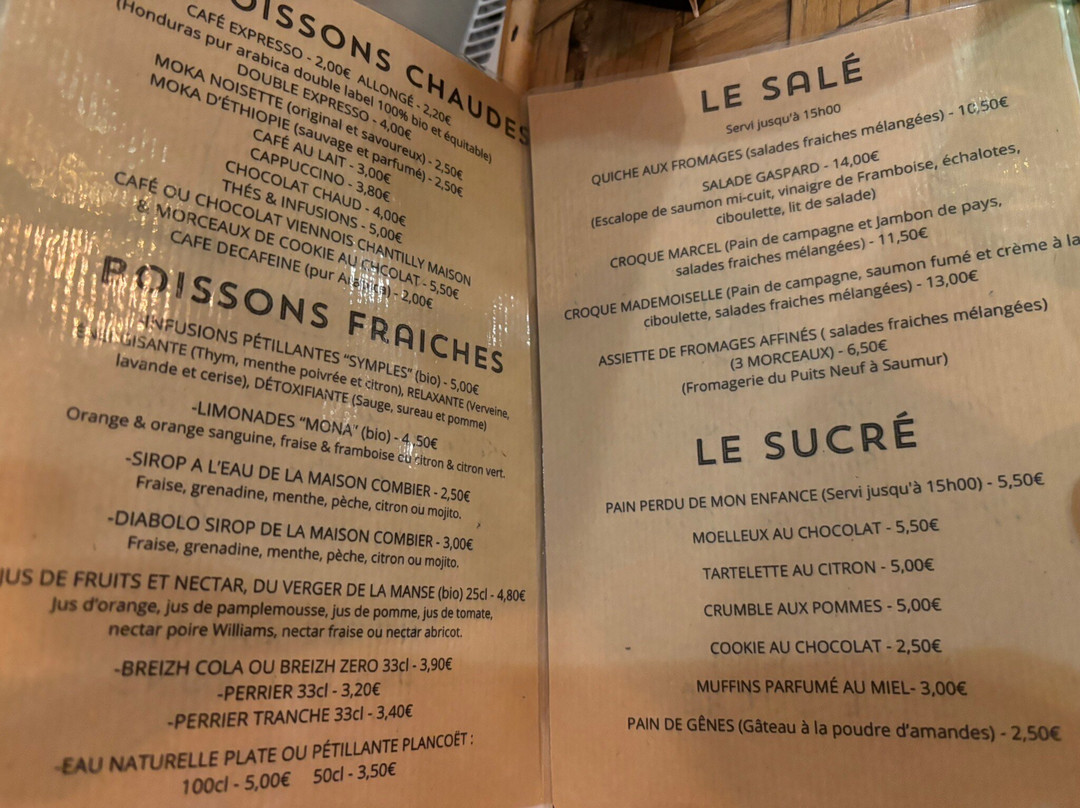 BOISSONS CHAUDES
CAFÉ EXPRESSO - 2,00€ ALLONGÉ - 2,20€
(Honduras pur arabica double label 100% bio et équitable)
DOUBLE EXPRESSO - 4,00€
MOKA NOISETTE (original et savoureux) - 2,50€
MOKA D'ÉTHIOPIE (sauvage et parfumé) - 2,50€
CAFÉ AU LAIT - 3,00€
CAPPUCCINO - 3,80€
CHOCOLAT CHAUD - 4,00€
THÉS & INFUSIONS - 5,00€
CAFÉ OU CHOCOLAT VIENNOIS CHANTILLY MAISON
& MORCEAUX DE COOKIE AU CHCOLAT - 5,50€
CAFE DECAFEINE (pur Arabica) - 2,00€
BOISSONS FRAICHES
-INFUSIONS PÉTILLANTES "SYMPLES" (bio) - 5,00€
ENERGISANTE (Thym, menthe poivrée et citron), RELAXANTE (Verveine,
lavande et cerise), DÉTOXIFIANTE (Sauge, sureau et pomme)
-LIMONADES "MONA" (bio) - 4,50€
Orange & orange sanguine, fraise & framboise ou citron & citron vert.
-SIROP A L'EAU DE LA MAISON COMBIER - 2,50€
Fraise, grenadine, menthe, pèche, citron ou mojito.
-DIABOLO SIROP DE LA MAISON COMBIER - 3,00€
Fraise, grenadine, menthe, pèche, citron ou mojito.
JUS DE FRUITS ET NECTAR, DU VERGER DE LA MANSE (bio) 25cl - 4,80€
Jus d'orange, jus de pamplemousse, jus de pomme, jus de tomate,
nectar poire Williams, nectar fraise ou nectar abricot.
-BREIZH COLA OU BREIZH ZERO 33cl - 3,90€
-PERRIER 33cl - 3,20€
-PERRIER TRANCHE 33cl - 3,40€
-EAU NATURELLE PLATE OU PÉTILLANTE PLANCOËT :
100cl - 5,00€ 50cl - 3,50€
LE SALÉ
Servi jusqu'à 15h00
QUICHE AUX FROMAGES (salades fraiches mélangées) - 10,50€
SALADE GASPARD - 14,00€
(Escalope de saumon mi-cuit, vinaigre de Framboise, échalotes,
ciboulette, lit de salade)
CROQUE MARCEL (Pain de campagne et Jambon de pays,
salades fraiches mélangées) - 11,50€
CROQUE MADEMOISELLE (Pain de campagne, saumon fumé et crème à la
ciboulette, salades fraiches mélangées) - 13,00€
ASSIETTE DE FROMAGES AFFINÉS ( salades fraiches mélangées)
(3 MORCEAUX) - 6,50€
(Fromagerie du Puits Neuf à Saumur)
LE SUCRÉ
PAIN PERDU DE MON ENFANCE (Servi jusqu'à 15h00) - 5,50€
MOELLEUX AU CHOCOLAT - 5,50€
TARTELETTE AU CITRON - 5,00€
CRUMBLE AUX POMMES - 5,00€
COOKIE AU CHOCOLAT - 2,50€
MUFFINS PARFUMÉ AU MIEL- 3,00€
PAIN DE GÊNES (Gâteau à la poudre d'amandes) - 2,50€